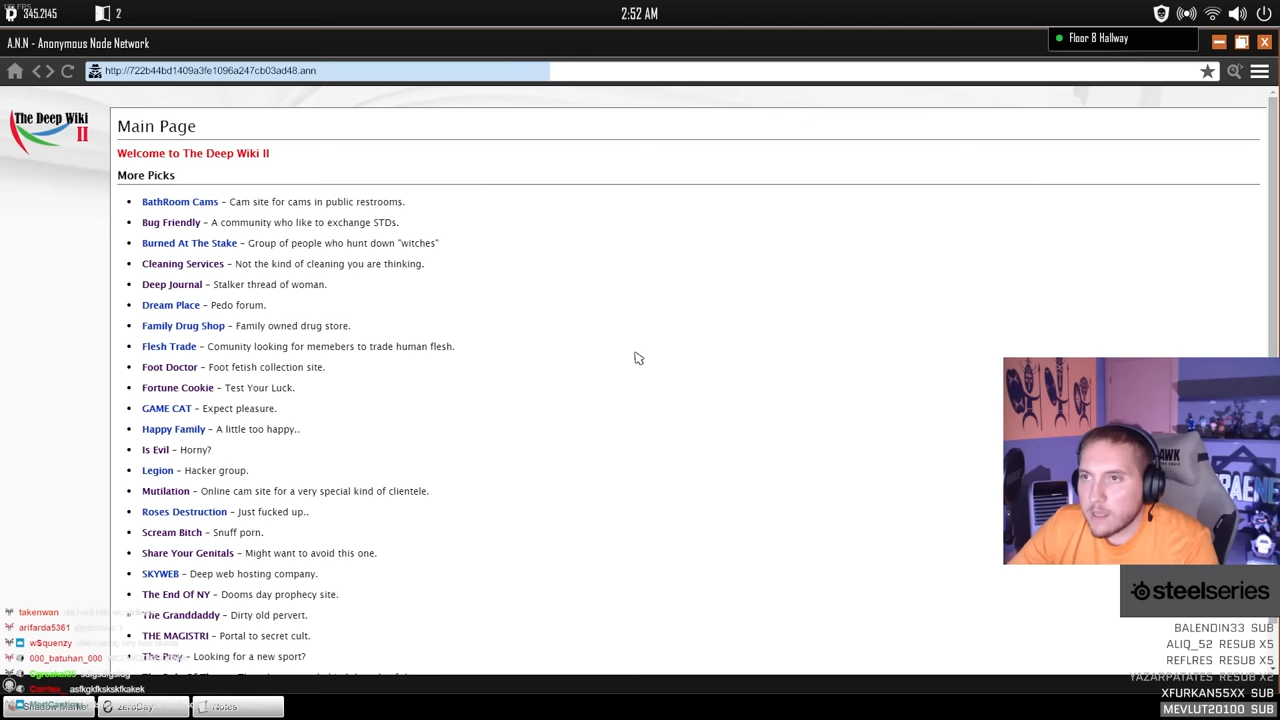 345.2145
2
2:52 AM
A.N.N - Anonymous Node Network
Floor 8 Hallway
http://722b44bd1409a3fe1096a247cb03ad48.ann
The Deep Wiki
II
Main Page
Welcome to The Deep Wiki II
More Picks
BathRoom Cams - Cam site for cams in public restrooms.
Bug Friendly - A community who like to exchange STDs.
Burned At The Stake - Group of people who hunt down "witches"
Cleaning Services - Not the kind of cleaning you are thinking.
Deep Journal - Stalker thread of woman.
Dream Place - Pedo forum.
Family Drug Shop - Family owned drug store.
Flesh Trade - Comunity looking for memebers to trade human flesh.
Foot Doctor - Foot fetish collection site.
Fortune Cookie - Test Your Luck.
GAME CAT - Expect pleasure.
Happy Family - A little too happy..
Is Evil - Horny?
Legion - Hacker group.
Mutilation - Online cam site for a very special kind of clientele.
Roses Destruction - Just fucked up..
Scream Bitch - Snuff porn.
Share Your Genitals - Might want to avoid this one.
SKYWEB - Deep web hosting company.
The End Of NY - Dooms day prophecy site.
The Granddaddy - Dirty old pervert.
THE MAGISTRI - Portal to secret cult.
The Prey - Looking for a new sport?
takenwan
arifarda5361
wSquenzy
000_batuhan_000
asfkgkfkskskfkakek
Shadow Market
zeroDay
Notes
steelseries
BALENDIN33 SUB
ALIQ_52 RESUB X5
REFLRES RESUB X5
YAZARPATATES RESUB X2
XFURKAN55XX SUB
MEVLUT20100 SUB